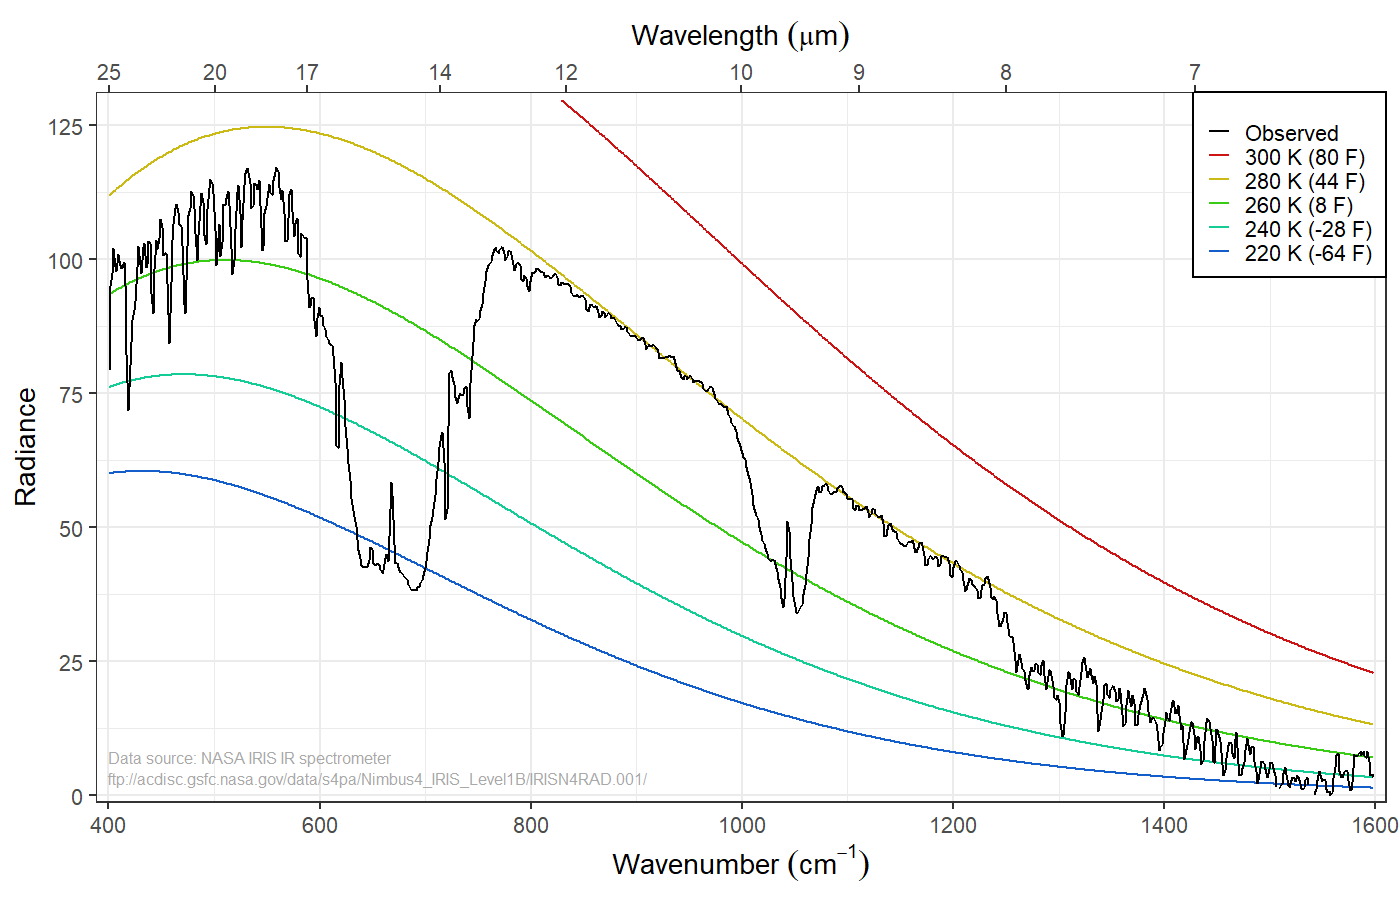 Wavelength (μm)
25 20 17 14 12 10 9 8 7
Observed
300 K (80 F)
280 K (44 F)
260 K (8 F)
240 K (-28 F)
220 K (-64 F)
Radiance
125
100
75
50
25
0
Data source: NASA IRIS IR spectrometer
ftp://acdisc.gsfc.nasa.gov/data/s4pa/Nimbus4_IRIS_Level1B/IRISN4RAD.001/
400 600 800 1000 1200 1400 1600
Wavenumber (cm⁻¹)